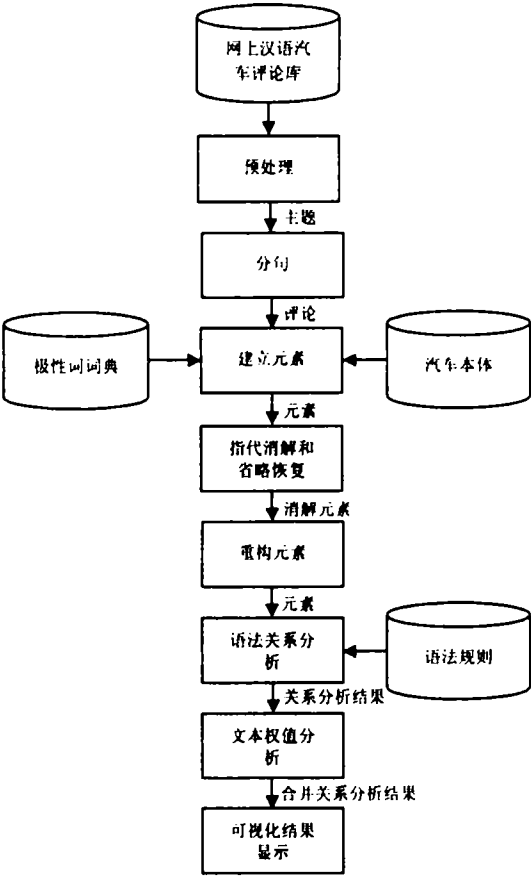 网上汉语汽
车评论库
预处理
主题
分句
评论
极性词词典
建立元素
汽车本体
元素
指代消解和
省略恢复
消解元素
重构元素
元素
语法关系分
析
语法规则
关系分析结果
文本权值分
析
合并关系分析结果
可视化结果
显示